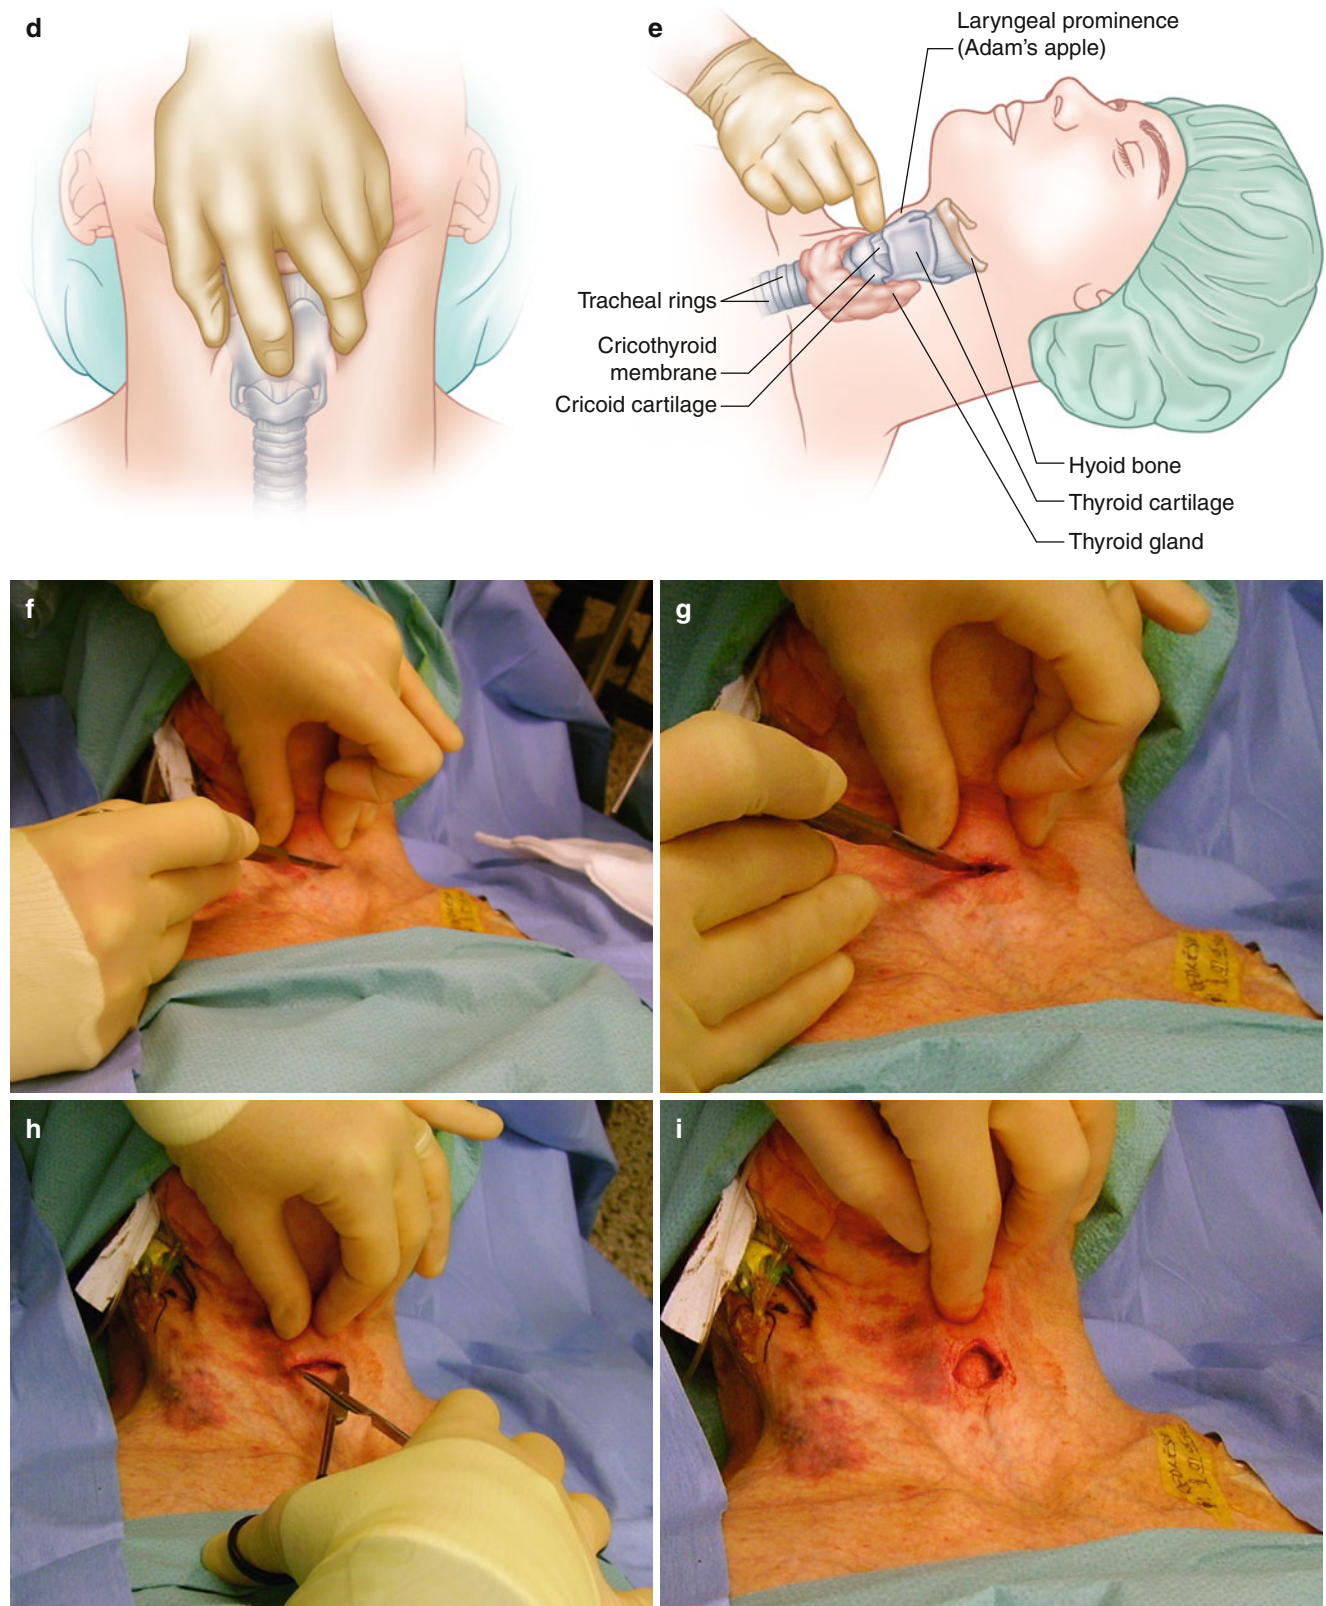 d
e
Laryngeal prominence
(Adam's apple)
Tracheal rings
Cricothyroid
membrane
Cricoid cartilage
Hyoid bone
Thyroid cartilage
Thyroid gland
f
g
h
i